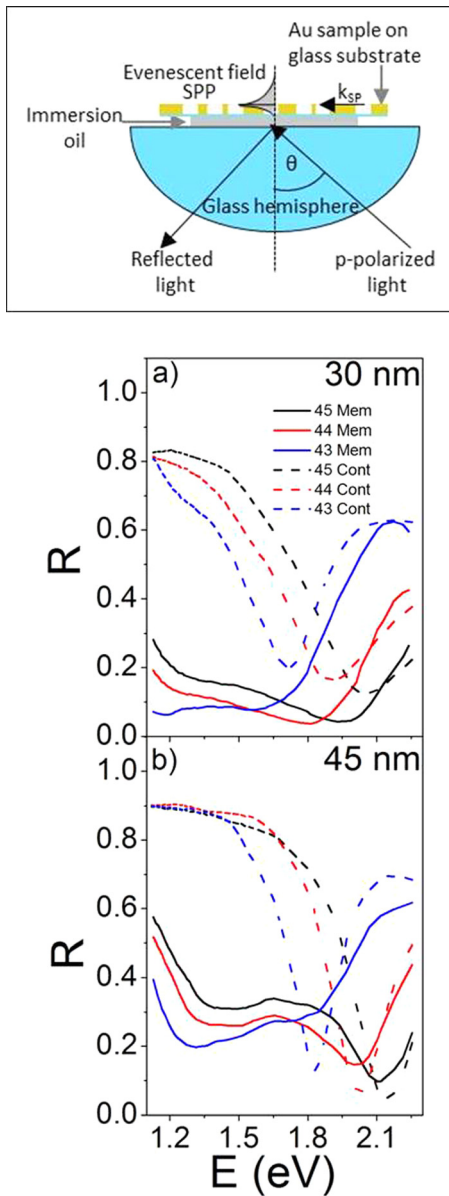 Au sample on
glass substrate
Evenescent field
SPP
kSP
Immersion
oil
θ
Glass hemisphere
Reflected
light
p-polarized
light
a)
30 nm
45 Mem
44 Mem
43 Mem
45 Cont
44 Cont
43 Cont
1.0
0.8
0.6
0.4
0.2
0.0
R
b)
45 nm
1.0
0.8
0.6
0.4
0.2
0.0
R
1.2 1.5 1.8 2.1
E (eV)